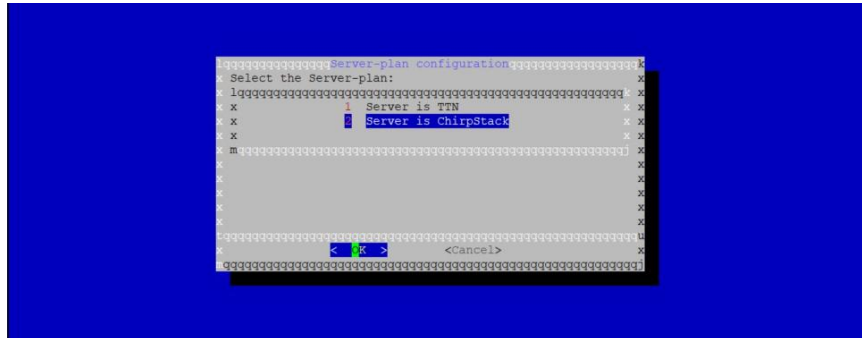 Server-plan configuration
Select the Server-plan:
1 Server is TTN
2 Server is ChirpStack
< OK > <Cancel>